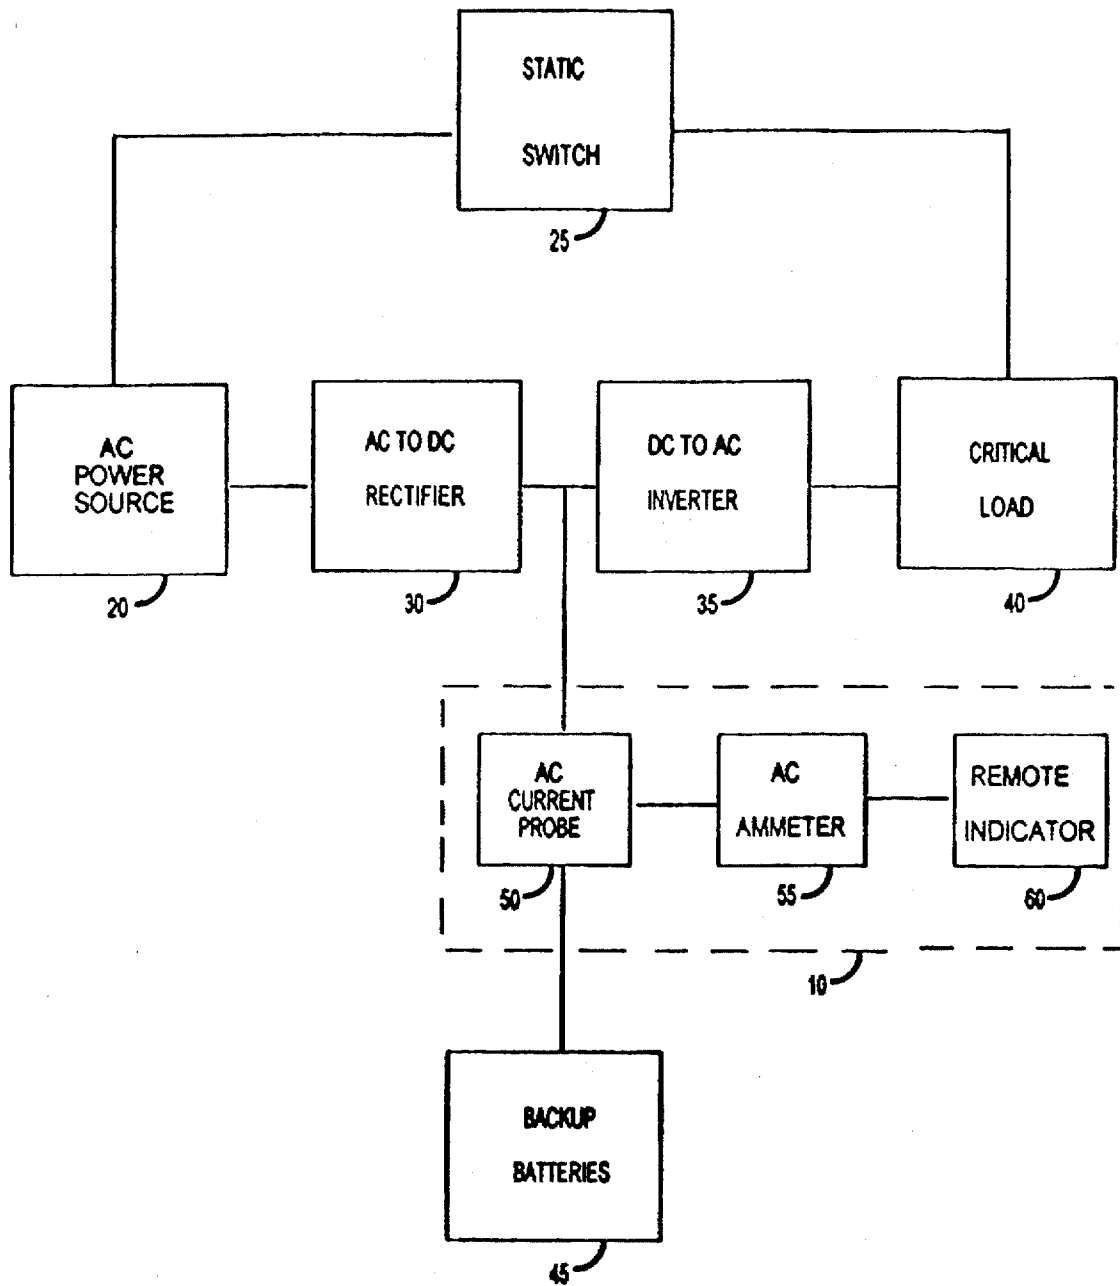 STATIC
SWITCH
25
AC
POWER
SOURCE
20
AC TO DC
RECTIFIER
30
DC TO AC
INVERTER
35
CRITICAL
LOAD
40
AC
CURRENT
PROBE
50
AC
AMMETER
55
REMOTE
INDICATOR
60
10
BACKUP
BATTERIES
45